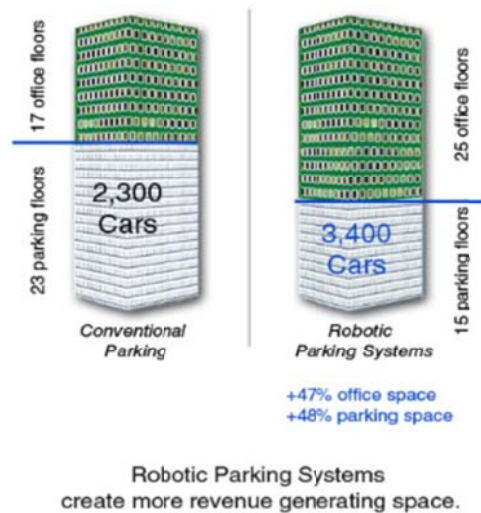 17 office floors
23 parking floors
2,300
Cars
Conventional
Parking
25 office floors
15 parking floors
3,400
Cars
Robotic
Parking Systems
+47% office space
+48% parking space
Robotic Parking Systems
create more revenue generating space.